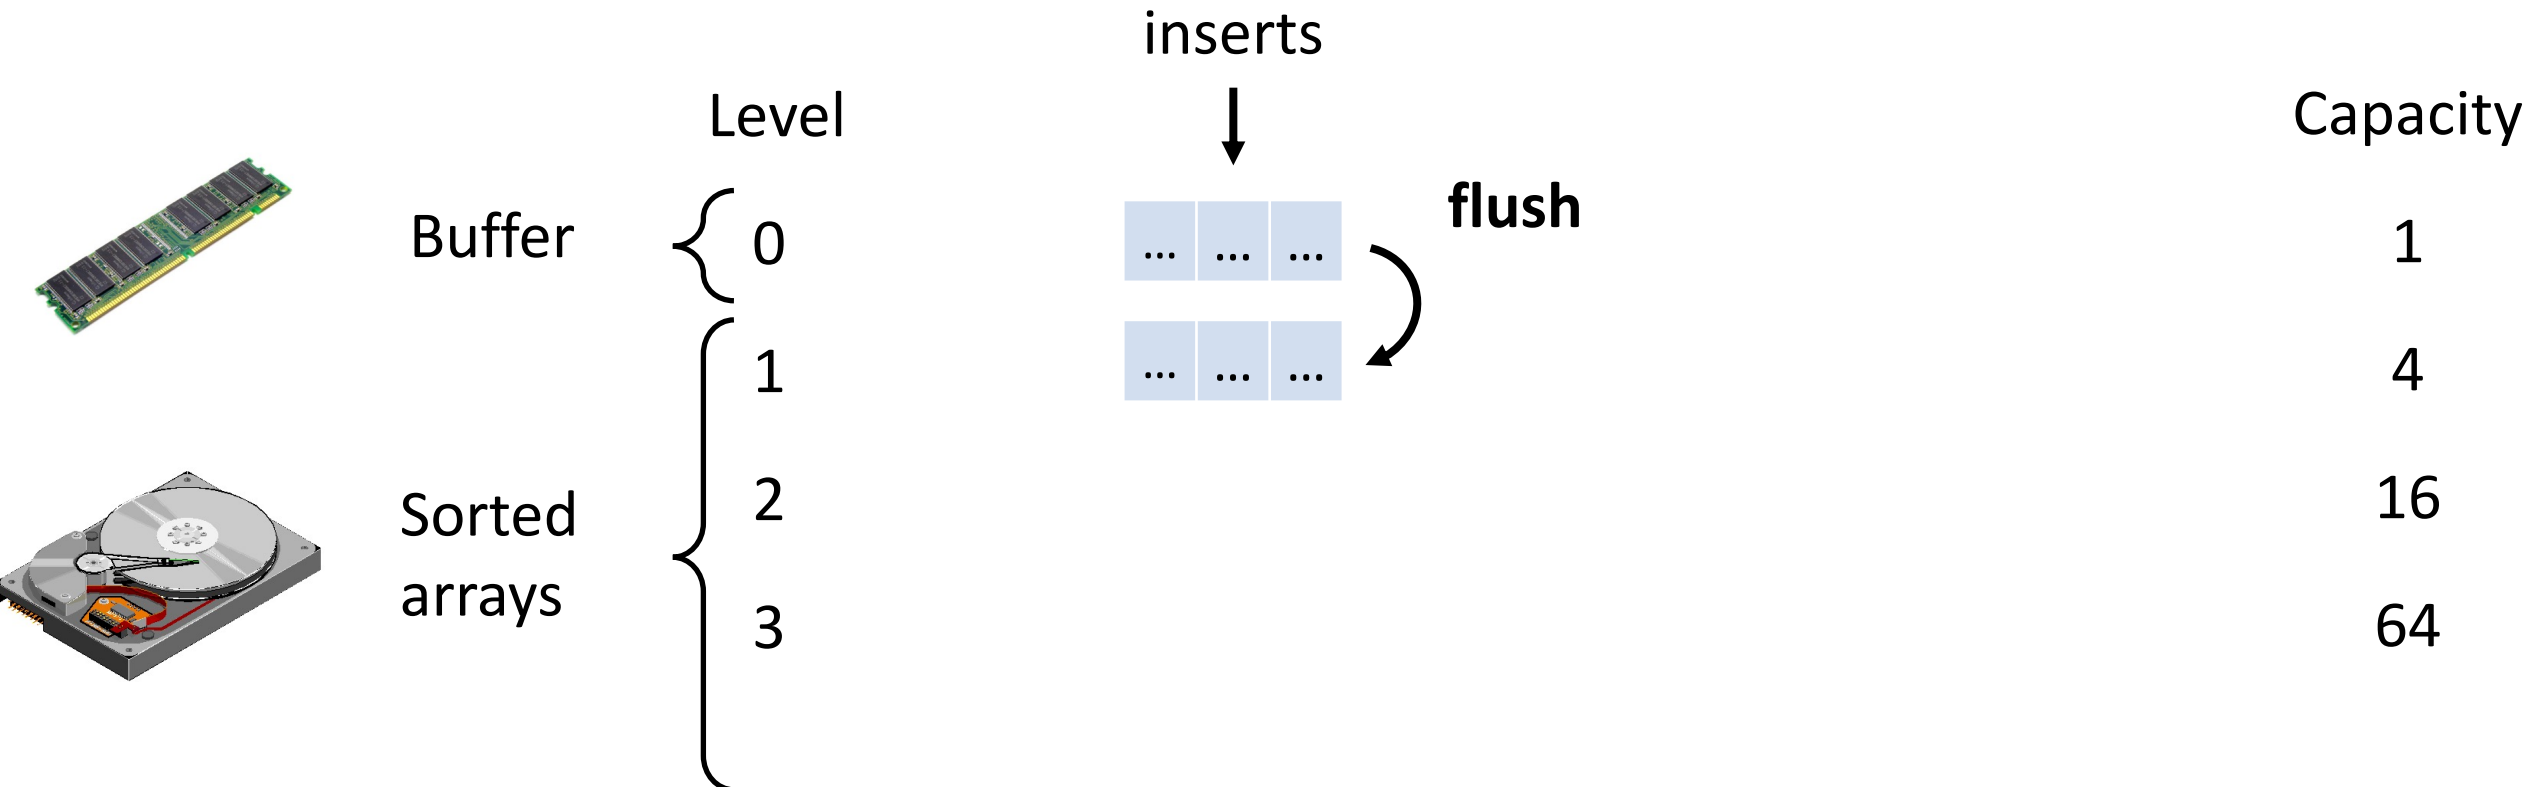 inserts
Level
Capacity
Buffer
0
... ... ...
flush
1
1
... ... ...
4
Sorted
arrays
2
16
3
64